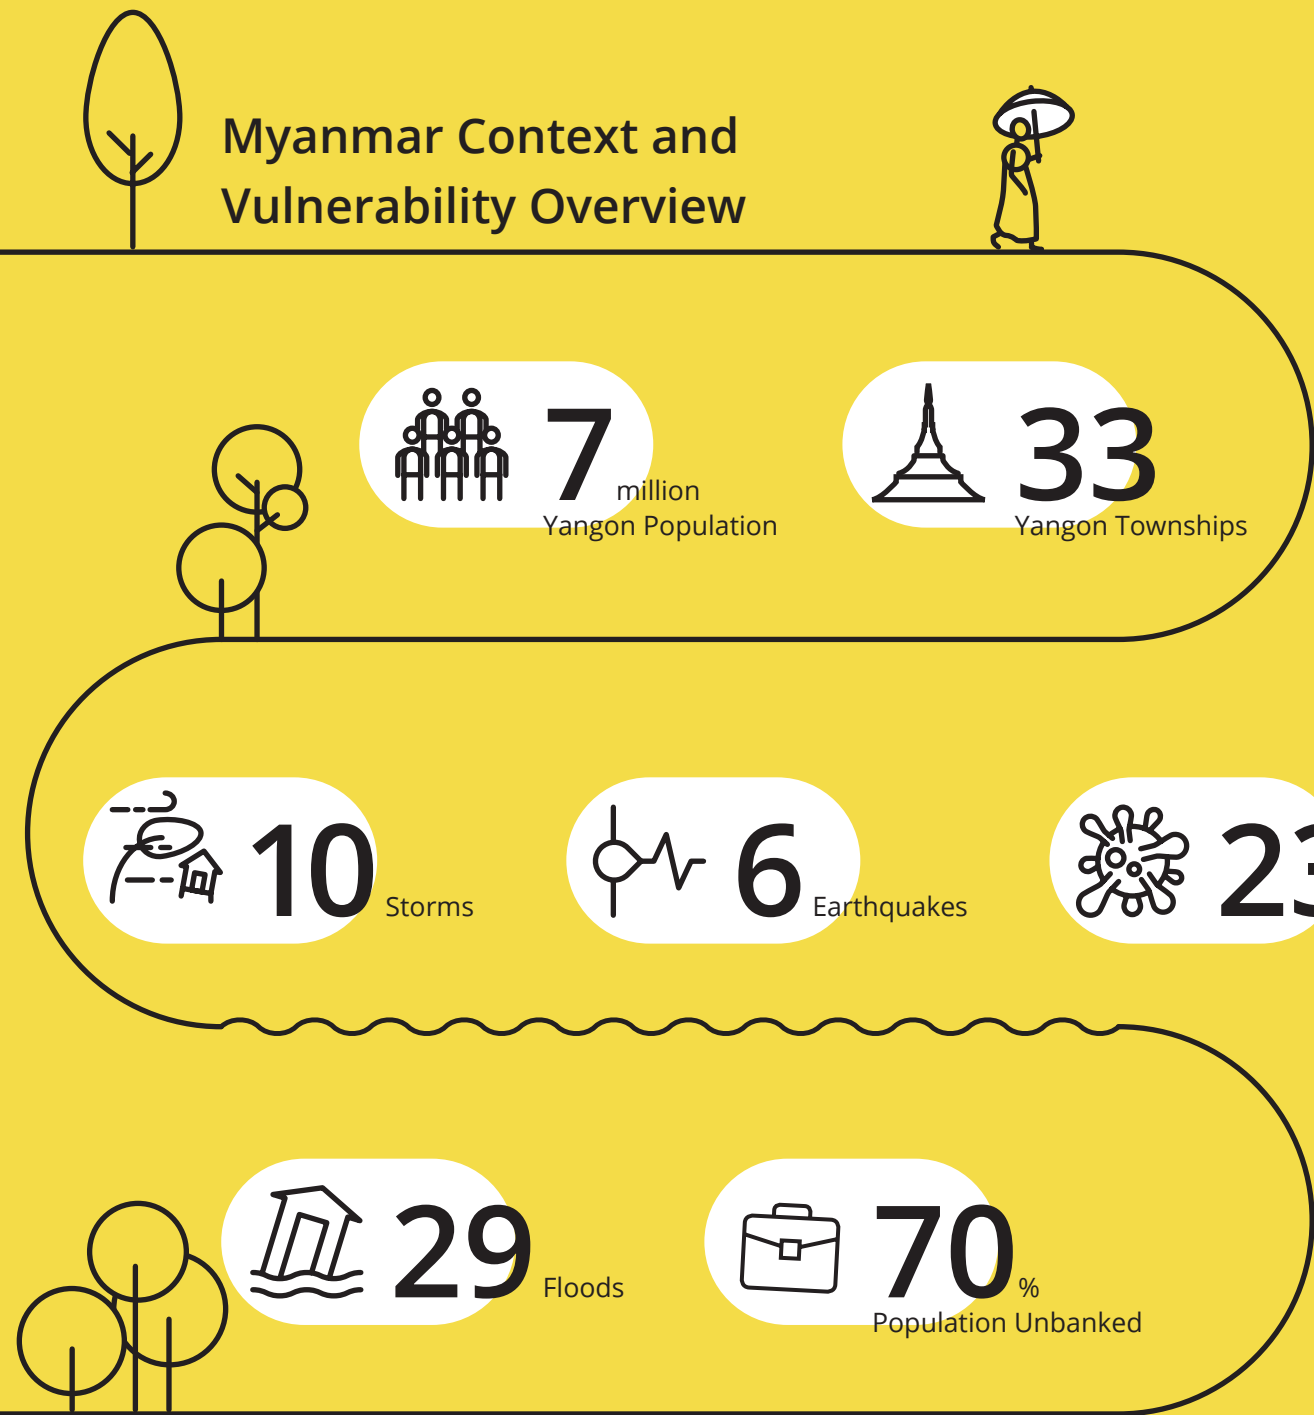 Myanmar Context and
Vulnerability Overview
7 million
Yangon Population
33
Yangon Townships
10 Storms
6 Earthquakes
29 Floods
70 %
Population Unbanked